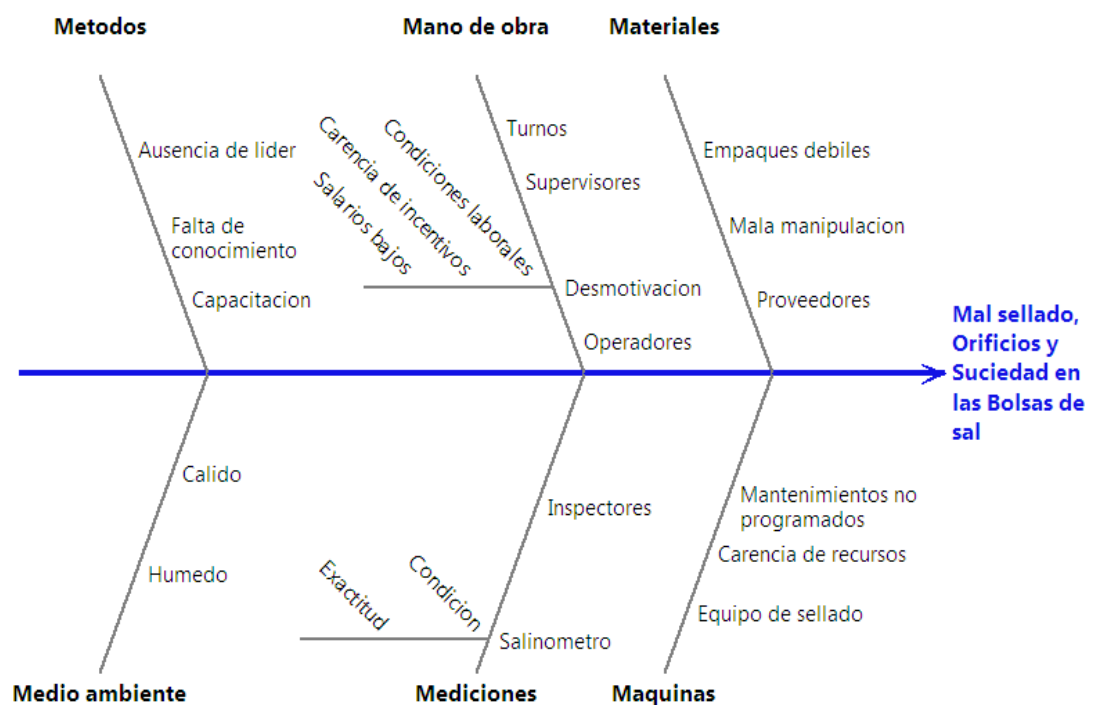 Metodos
Mano de obra
Materiales
Ausencia de lider
Falta de
conocimiento
Capacitacion
Turnos
Supervisores
Condiciones laborales
Carencia de incentivos
Salarios bajos
Desmotivacion
Operadores
Empaques debiles
Mala manipulacion
Proveedores
Mal sellado,
Orificios y
Suciedad en
las Bolsas de
sal
Calido
Humedo
Inspectores
Condicion
Exactitud
Salinometro
Mantenimientos no
programados
Carencia de recursos
Equipo de sellado
Medio ambiente
Mediciones
Maquinas